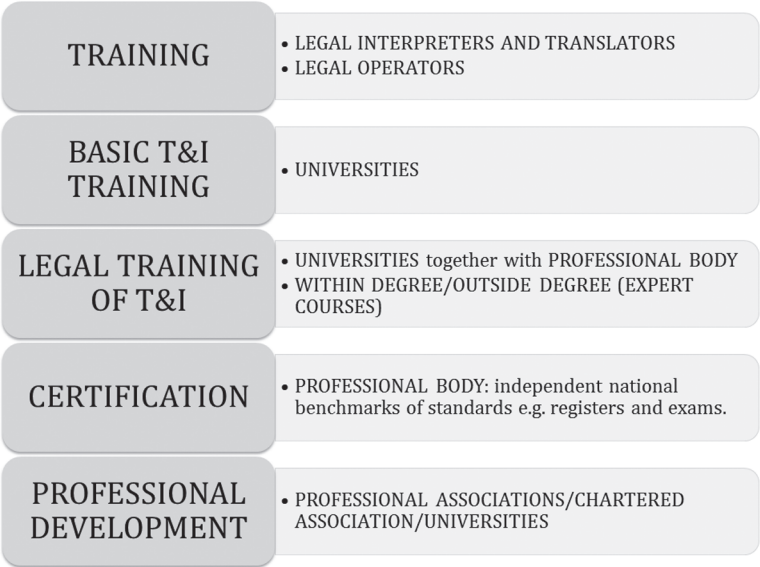 TRAINING
• LEGAL INTERPRETERS AND TRANSLATORS
• LEGAL OPERATORS
BASIC T&I
TRAINING
• UNIVERSITIES
LEGAL TRAINING
OF T&I
• UNIVERSITIES together with PROFESSIONAL BODY
• WITHIN DEGREE/OUTSIDE DEGREE (EXPERT
COURSES)
CERTIFICATION
• PROFESSIONAL BODY: independent national
benchmarks of standards e.g. registers and exams.
PROFESSIONAL
DEVELOPMENT
• PROFESSIONAL ASSOCIATIONS/CHARTERED
ASSOCIATION/UNIVERSITIES